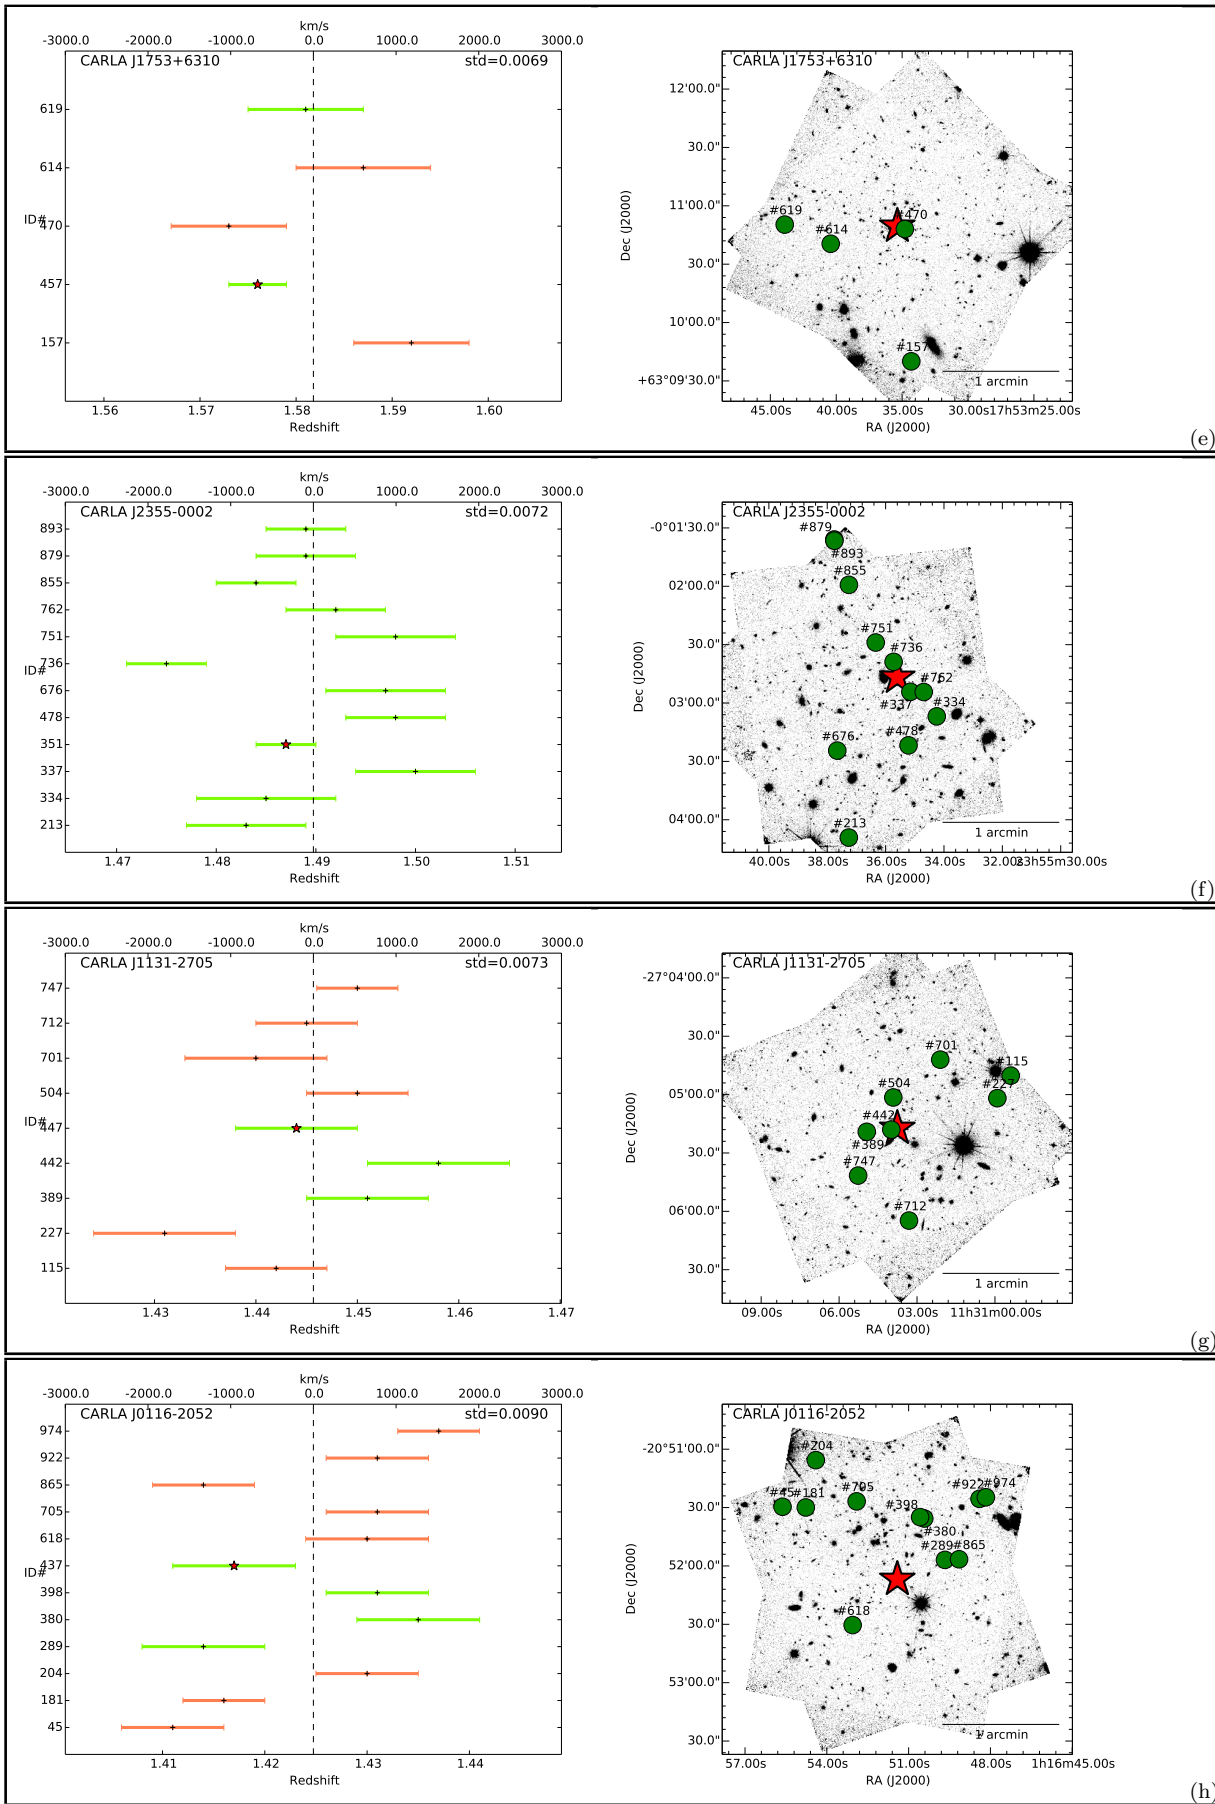 km/s
-3000.0 -2000.0 -1000.0 0.0 1000.0 2000.0 3000.0
CARLA J1753+6310 std=0.0069
619
614
ID#
470
457
157
1.56 1.57 1.58 1.59 1.60
Redshift
CARLA J1753+6310
12'00.0"
30.0"
11'00.0"
30.0"
10'00.0"
+63°09'30.0"
Dec (J2000)
#619
#614
#470
#157
1 arcmin
45.00s 40.00s 35.00s 30.00s 17h53m25.00s
RA (J2000)
(e)
km/s
-3000.0 -2000.0 -1000.0 0.0 1000.0 2000.0 3000.0
CARLA J2355-0002 std=0.0072
893
879
855
762
751
736
ID#
676
478
351
337
334
213
1.47 1.48 1.49 1.50 1.51
Redshift
CARLA J2355-0002
-0°01'30.0"
02'00.0"
30.0"
03'00.0"
30.0"
04'00.0"
Dec (J2000)
#879
#893
#855
#751
#736
#762
#337
#334
#478
#676
#213
1 arcmin
40.00s 38.00s 36.00s 34.00s 32.00s 23h55m30.00s
RA (J2000)
(f)
km/s
-3000.0 -2000.0 -1000.0 0.0 1000.0 2000.0 3000.0
CARLA J1131-2705 std=0.0073
747
712
701
504
ID#
447
442
389
227
115
1.43 1.44 1.45 1.46 1.47
Redshift
CARLA J1131-2705
-27°04'00.0"
30.0"
05'00.0"
30.0"
06'00.0"
30.0"
Dec (J2000)
#701
#115
#227
#504
#442
#389
#747
#712
1 arcmin
09.00s 06.00s 03.00s 11h31m00.00s
RA (J2000)
(g)
km/s
-3000.0 -2000.0 -1000.0 0.0 1000.0 2000.0 3000.0
CARLA J0116-2052 std=0.0090
974
922
865
705
618
437
ID#
398
380
289
204
181
45
1.41 1.42 1.43 1.44
Redshift
CARLA J0116-2052
-20°51'00.0"
30.0"
52'00.0"
30.0"
53'00.0"
30.0"
Dec (J2000)
#204
#45 #181
#705
#922 #974
#398
#380
#289 #865
#618
1 arcmin
57.00s 54.00s 51.00s 48.00s 1h16m45.00s
RA (J2000)
(h)